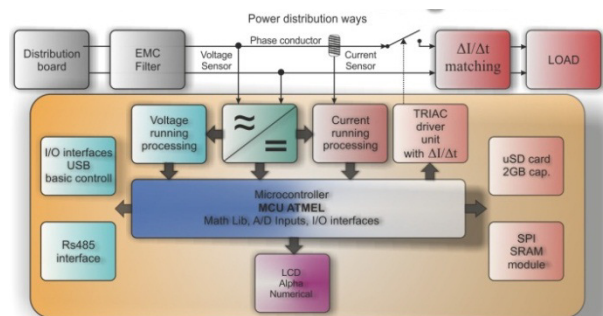 Power distribution ways
Distribution
board
EMC
Filter
Voltage
Sensor
Phase conductor
Current
Sensor
ΔI/Δt
matching
LOAD
Voltage
running
processing
≈
=
Current
running
processing
TRIAC
driver
unit
with ΔI/Δt
I/O interfaces
USB
basic controll
uSD card
2GB cap.
Microcontroller
MCU ATMEL
Math Lib, A/D Inputs, I/O interfaces
Rs485
interface
SPI
SRAM
module
LCD
Alpha
Numerical